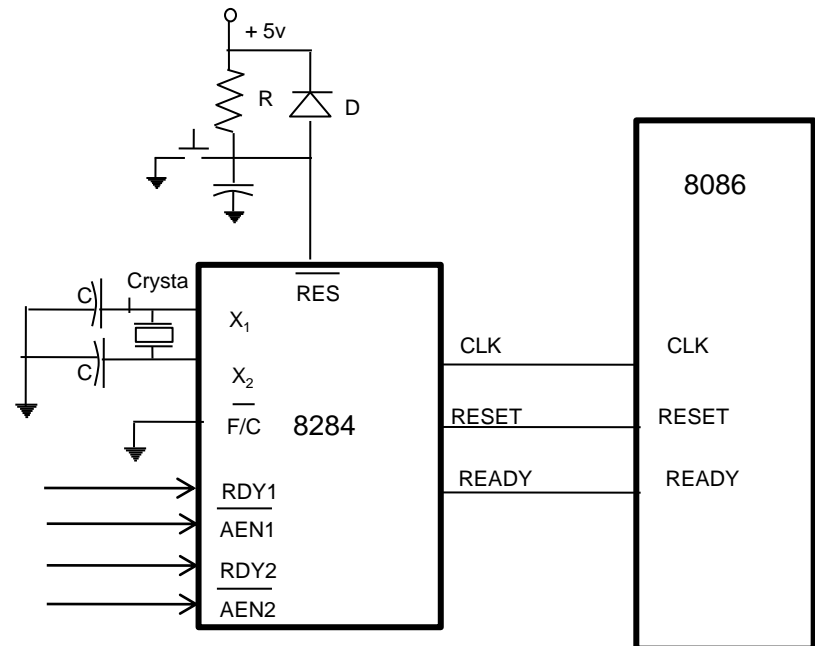 + 5v
R
D
8086
Crysta
l
C
RES
X₁
CLK
CLK
C
X₂
F/C
8284
RESET
RESET
READY
READY
RDY1
AEN1
RDY2
AEN2